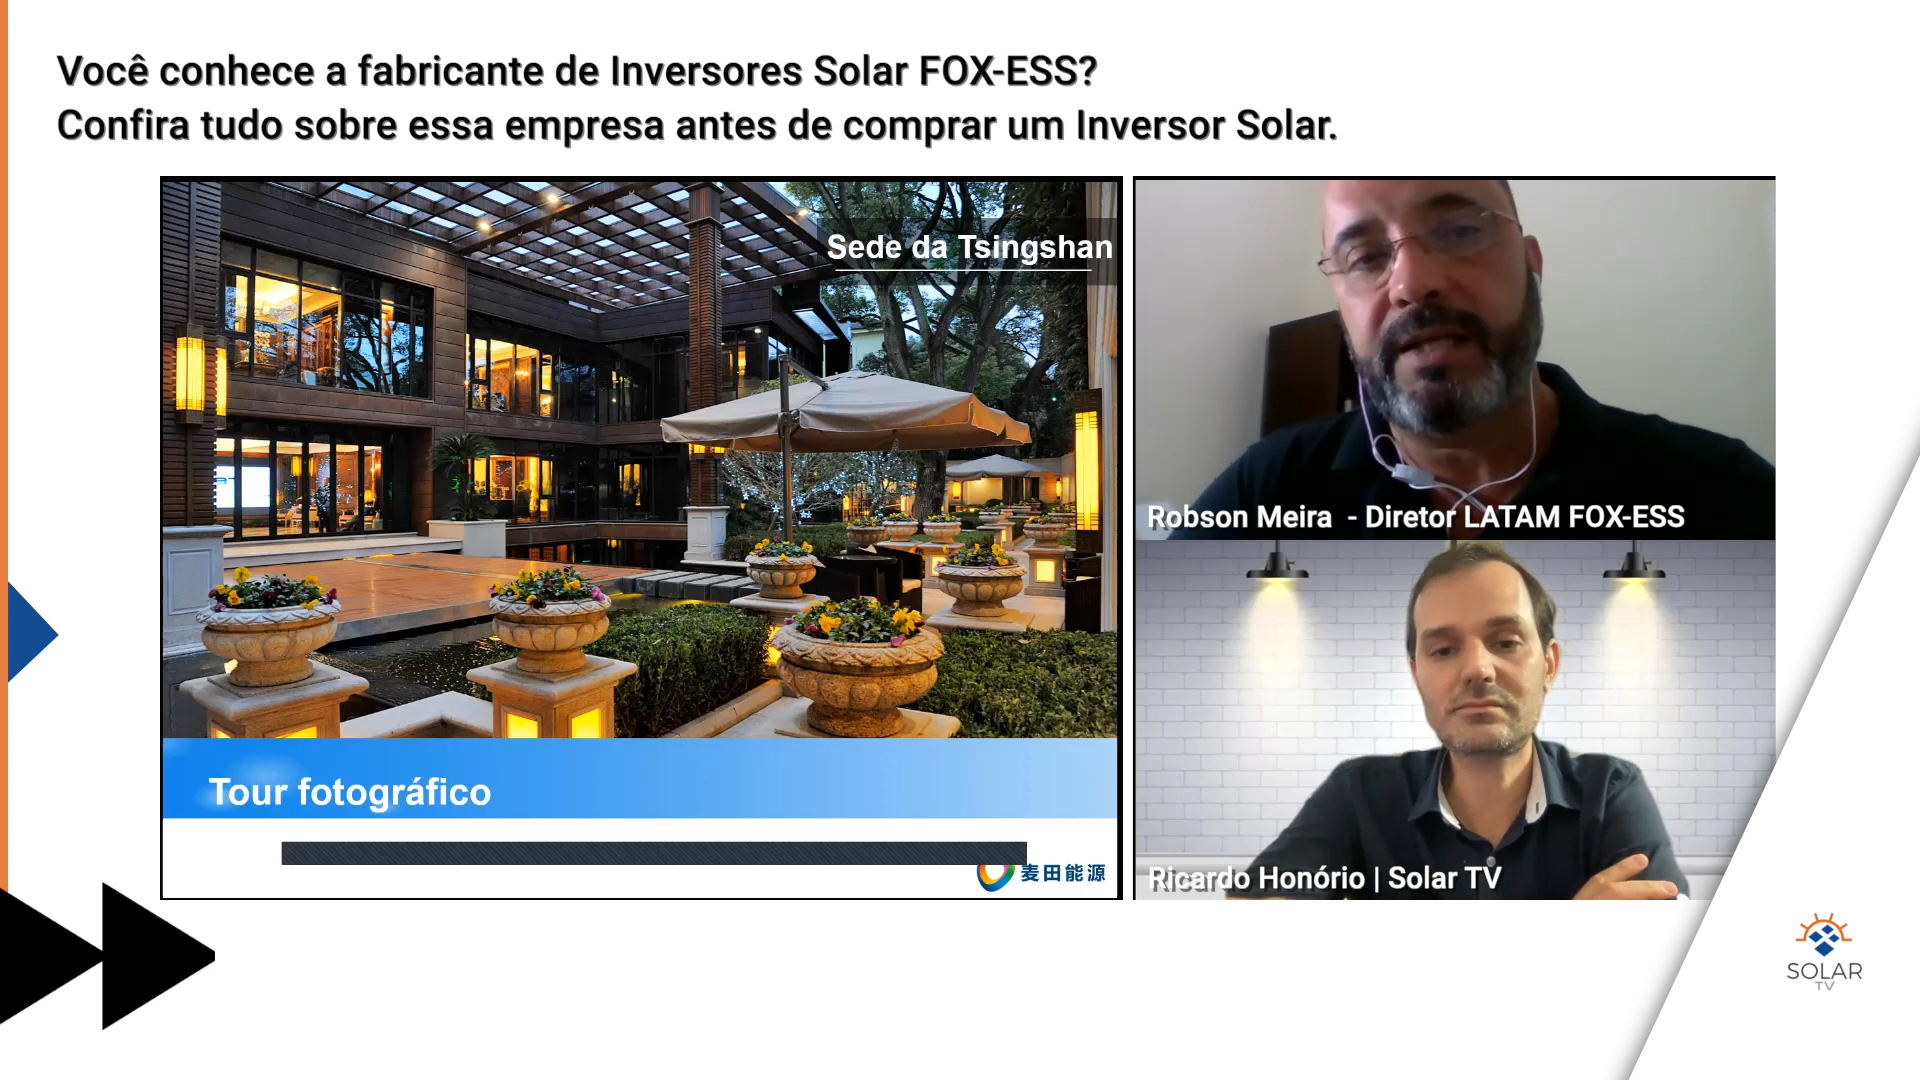 Você conhece a fabricante de Inversores Solar FOX-ESS?
Confira tudo sobre essa empresa antes de comprar um Inversor Solar.
Sede da Tsingshan
Tour fotográfico
麦田能源
Robson Meira - Diretor LATAM FOX-ESS
Ricardo Honório | Solar TV
SOLAR
TV